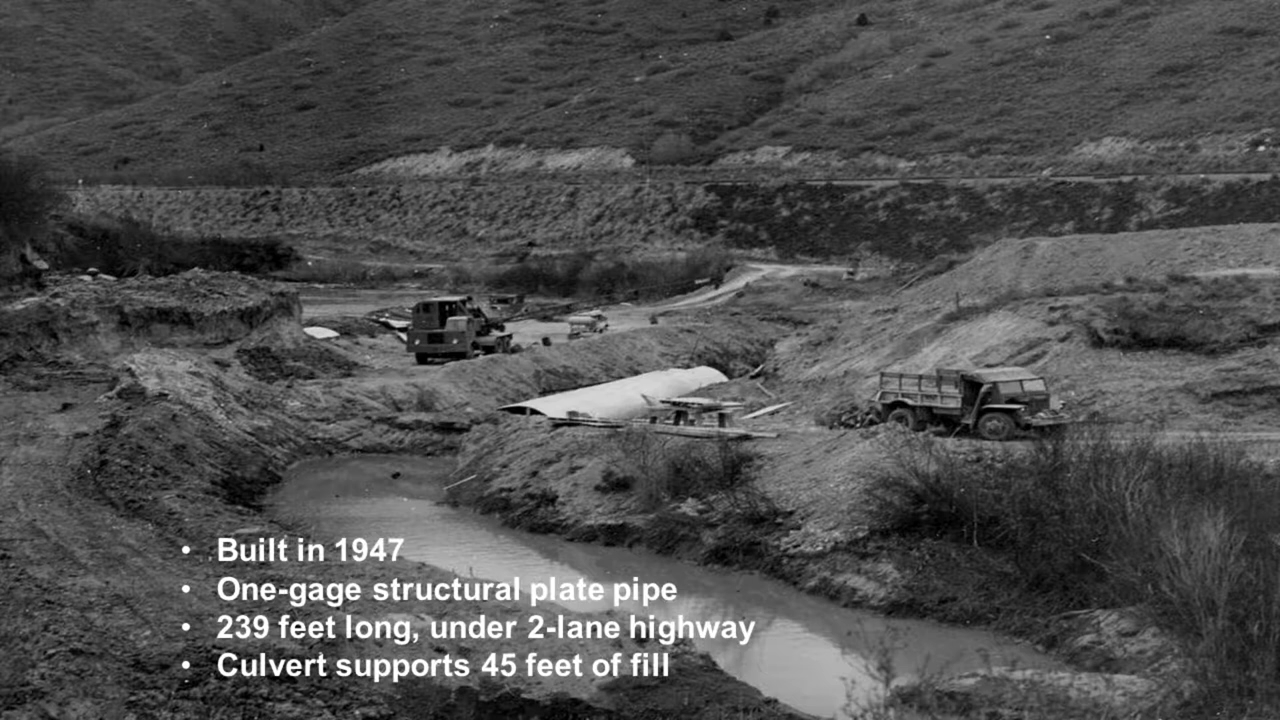 • Built in 1947
• One-gage structural plate pipe
• 239 feet long, under 2-lane highway
• Culvert supports 45 feet of fill